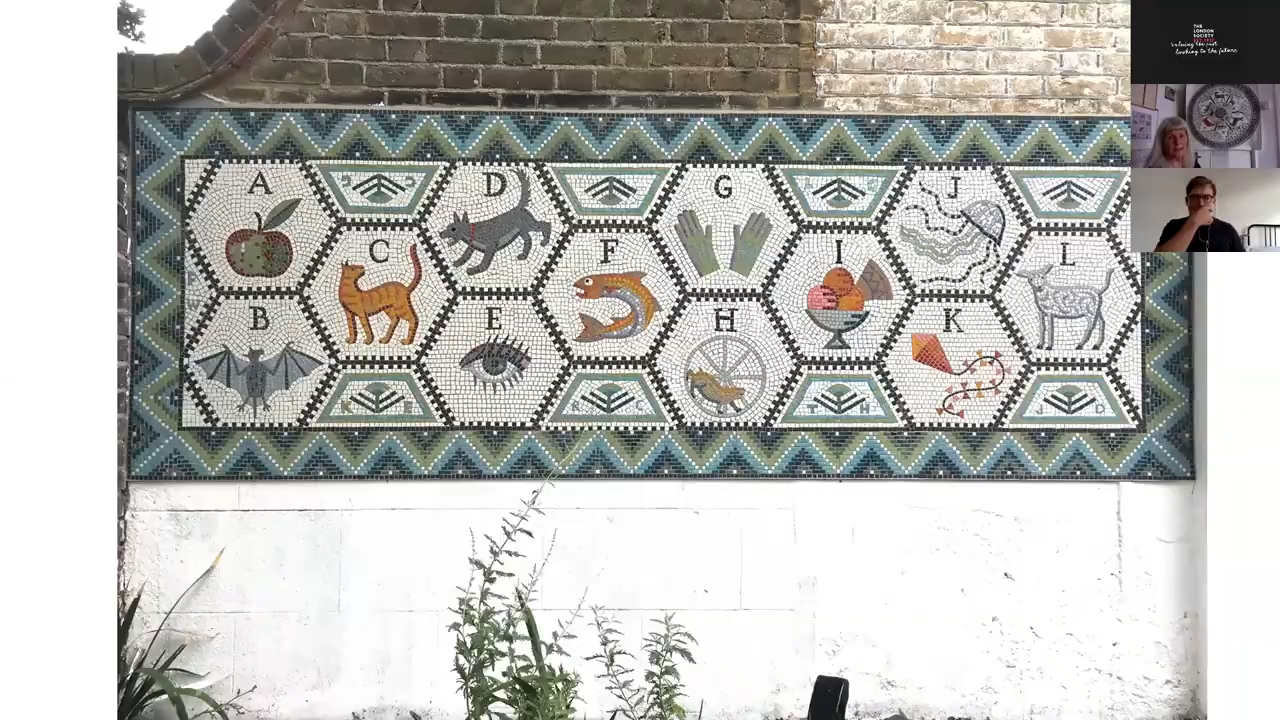 A
D
G
J
C
F
I
L
B
E
H
K
K E
T H
J D
THE
LONDON
SOCIETY
Valuing the past
looking to the future